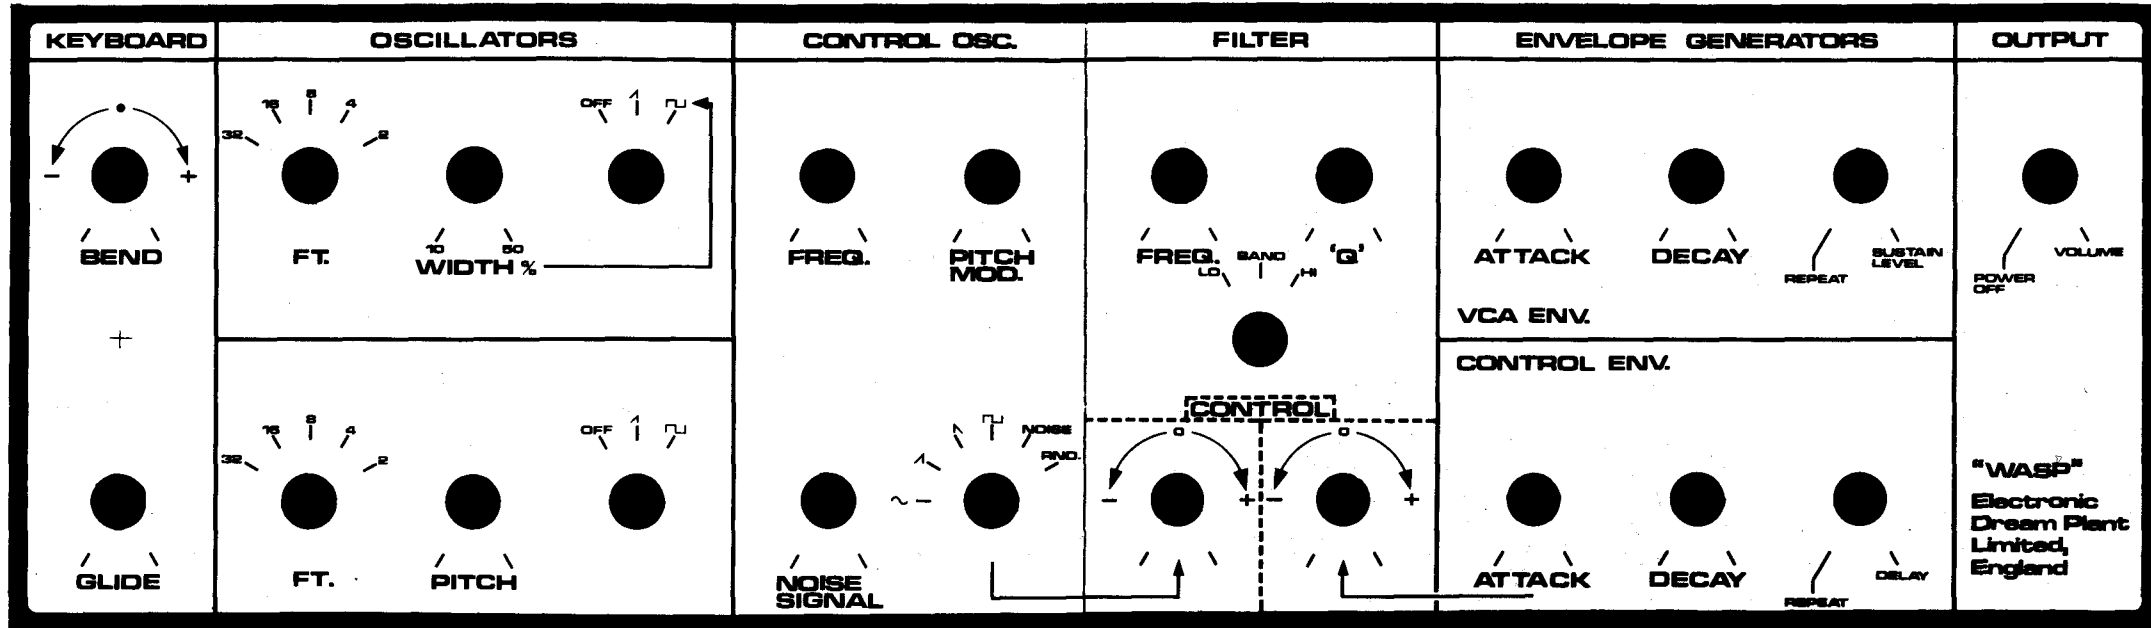 KEYBOARD
OSCILLATORS
CONTROL OSC.
FILTER
ENVELOPE GENERATORS
OUTPUT
- +
BEND
GLIDE
32 16 8 4 2
FT.
10 50
WIDTH %
OFF
32 16 8 4 2
FT.
PITCH
OFF
FREQ.
PITCH
MOD.
NOISE
SIGNAL
NOISE
RND.
FREQ.
'Q'
LO BAND HI
CONTROL
0
- +
0
- +
ATTACK
DECAY
REPEAT
SUSTAIN
LEVEL
VCA ENV.
CONTROL ENV.
ATTACK
DECAY
REPEAT
DELAY
POWER
OFF
VOLUME
"WASP"
Electronic
Dream Plant
Limited,
England